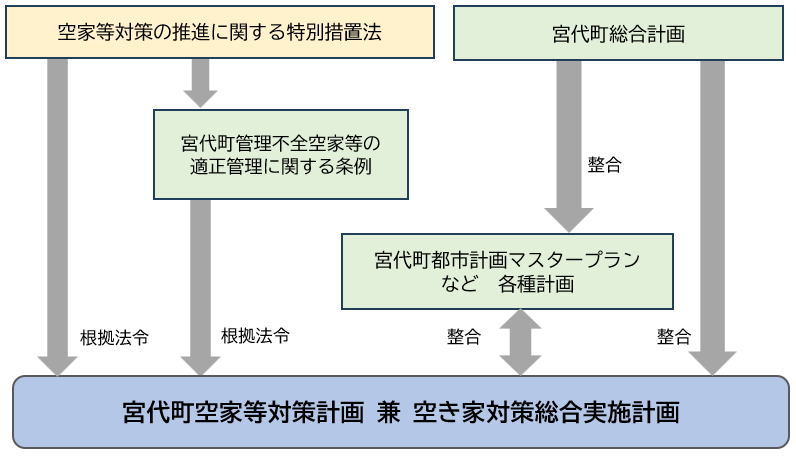 空家等対策の推進に関する特別措置法
宮代町総合計画
宮代町管理不全空家等の
適正管理に関する条例
整合
宮代町都市計画マスタープラン
など　各種計画
根拠法令
根拠法令
整合
整合
宮代町空家等対策計画 兼 空き家対策総合実施計画